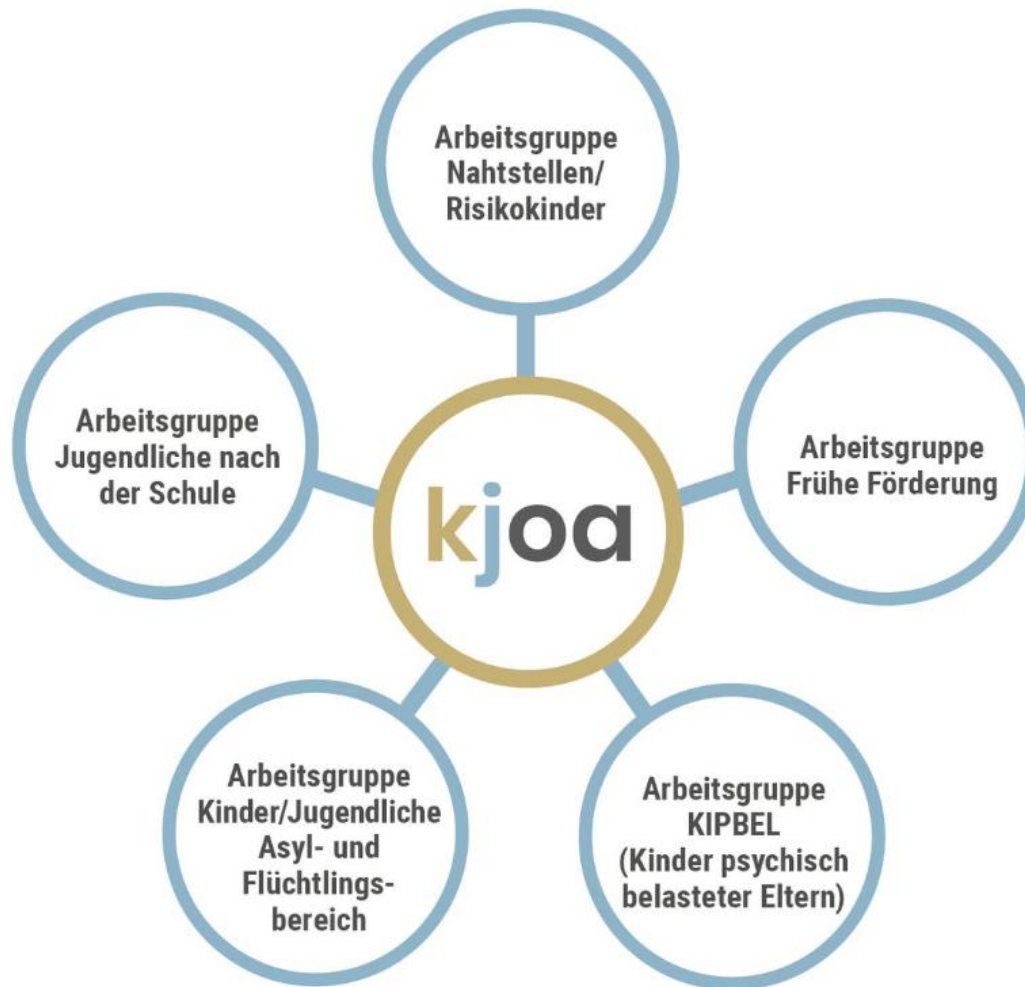 Arbeitsgruppe
Nahtstellen/
Risikokinder
Arbeitsgruppe
Jugendliche nach
der Schule
Arbeitsgruppe
Frühe Förderung
kjoa
Arbeitsgruppe
Kinder/Jugendliche
Asyl- und
Flüchtlings-
bereich
Arbeitsgruppe
KIPBEL
(Kinder psychisch
belasteter Eltern)